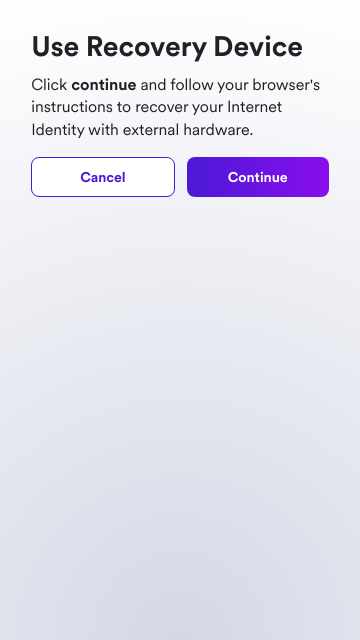 Use Recovery Device
Click continue and follow your browser's
instructions to recover your Internet
Identity with external hardware.
Cancel
Continue